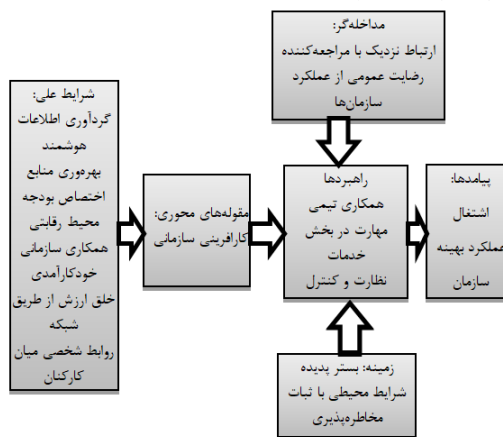 مداخله‌گر:
ارتباط نزدیک با مراجعه‌کننده
رضایت عمومی از عملکرد
سازمان‌ها
شرایط علی:
گردآوری اطلاعات
هوشمند
بهره‌وری منابع
اختصاص بودجه
محیط رقابتی
همکاری سازمانی
خودکارآمدی
خلق ارزش از طریق
شبکه
روابط شخصی میان
کارکنان
مقوله‌های محوری:
کارآفرینی سازمانی
راهبردها
همکاری تیمی
مهارت در بخش
خدمات
نظارت و کنترل
پیامدها:
اشتغال
عملکرد بهینه
سازمان
زمینه: بستر پدیده
شرایط محیطی با ثبات
مخاطره‌پذیری